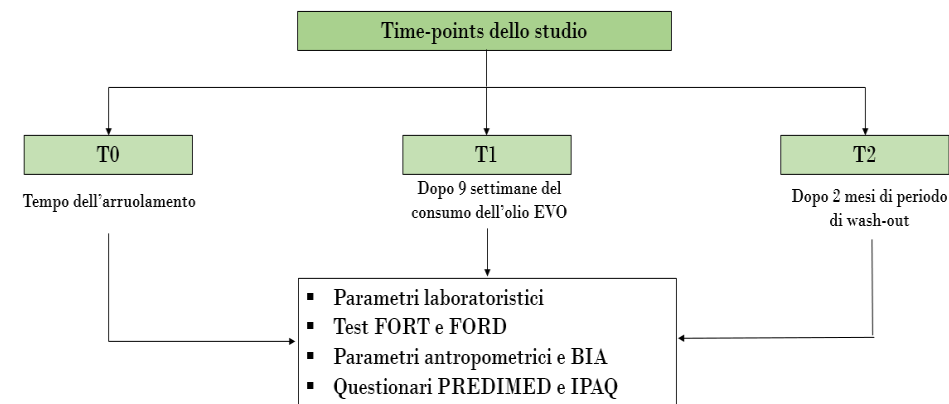 Time-points dello studio
T0
Tempo dell'arruolamento
T1
Dopo 9 settimane del
consumo dell'olio EVO
T2
Dopo 2 mesi di periodo
di wash-out
▪ Parametri laboratoristici
▪ Test FORT e FORD
▪ Parametri antropometrici e BIA
▪ Questionari PREDIMED e IPAQ